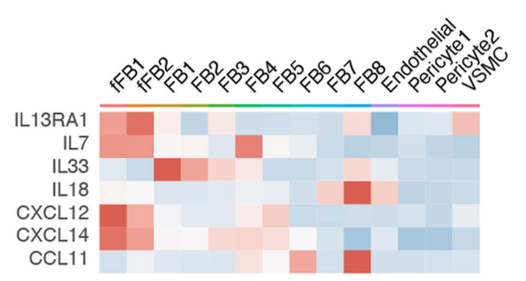 fFB1 fFB2 FB1 FB2 FB3 FB4 FB5 FB6 FB7 FB8 Endothelial Pericyte1 Pericyte2 VSMC
IL13RA1
IL7
IL33
IL18
CXCL12
CXCL14
CCL11